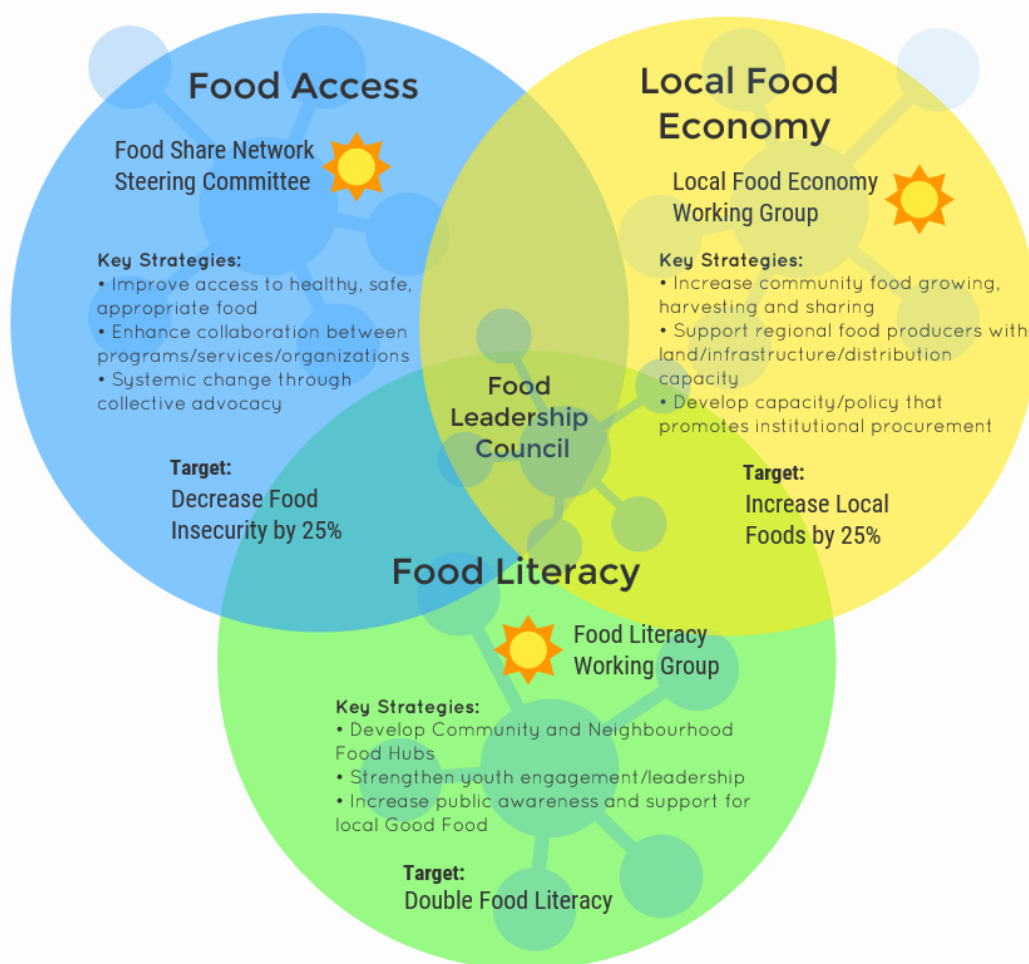 Food Access
Food Share Network
Steering Committee
Key Strategies:
• Improve access to healthy, safe,
appropriate food
• Enhance collaboration between
programs/services/organizations
• Systemic change through
collective advocacy
Target:
Decrease Food
Insecurity by 25%
Local Food
Economy
Local Food Economy
Working Group
Key Strategies:
• Increase community food growing,
harvesting and sharing
• Support regional food producers with
land/infrastructure/distribution
capacity
• Develop capacity/policy that
promotes institutional procurement
Target:
Increase Local
Foods by 25%
Food
Leadership
Council
Food Literacy
Food Literacy
Working Group
Key Strategies:
• Develop Community and Neighbourhood
Food Hubs
• Strengthen youth engagement/leadership
• Increase public awareness and support for
local Good Food
Target:
Double Food Literacy